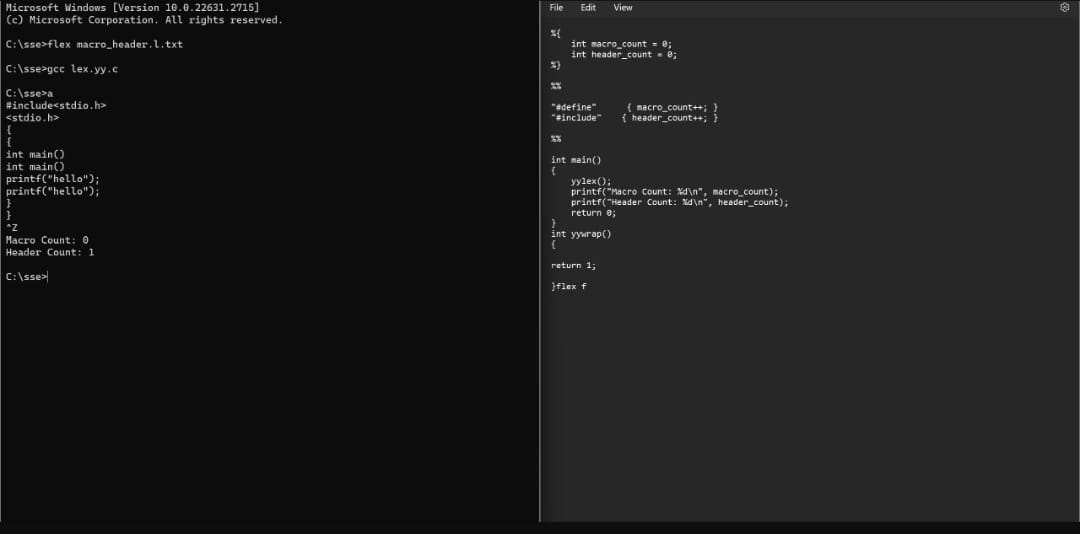 Microsoft Windows [Version 10.0.22631.2715]
(c) Microsoft Corporation. All rights reserved.
C:\sse>flex macro_header.l.txt
C:\sse>gcc lex.yy.c
C:\sse>a
#include<stdio.h>
<stdio.h>
{
{
int main()
int main()
printf("hello");
printf("hello");
}
}
^Z
Macro Count: 0
Header Count: 1
C:\sse>
File Edit View
%{
int macro_count = 0;
int header_count = 0;
%}
%%
"#define" { macro_count++; }
"#include" { header_count++; }
%%
int main()
{
yylex();
printf("Macro Count: %d\n", macro_count);
printf("Header Count: %d\n", header_count);
return 0;
}
int yywrap()
{
return 1;
}flex f